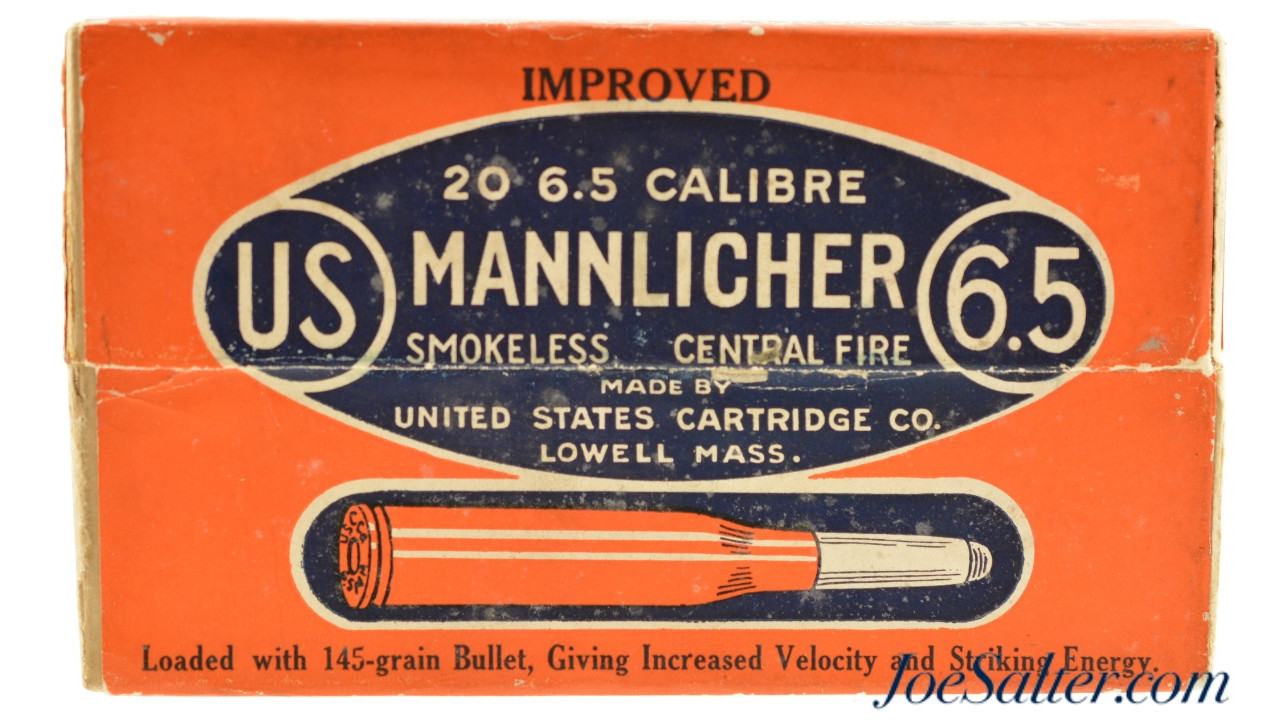 IMPROVED
20 6.5 CALIBRE
US MANNLICHER 6.5
SMOKELESS CENTRAL FIRE
MADE BY
UNITED STATES CARTRIDGE CO.
LOWELL MASS.
Loaded with 145-grain Bullet, Giving Increased Velocity and Striking Energy.
JoeSalter.com